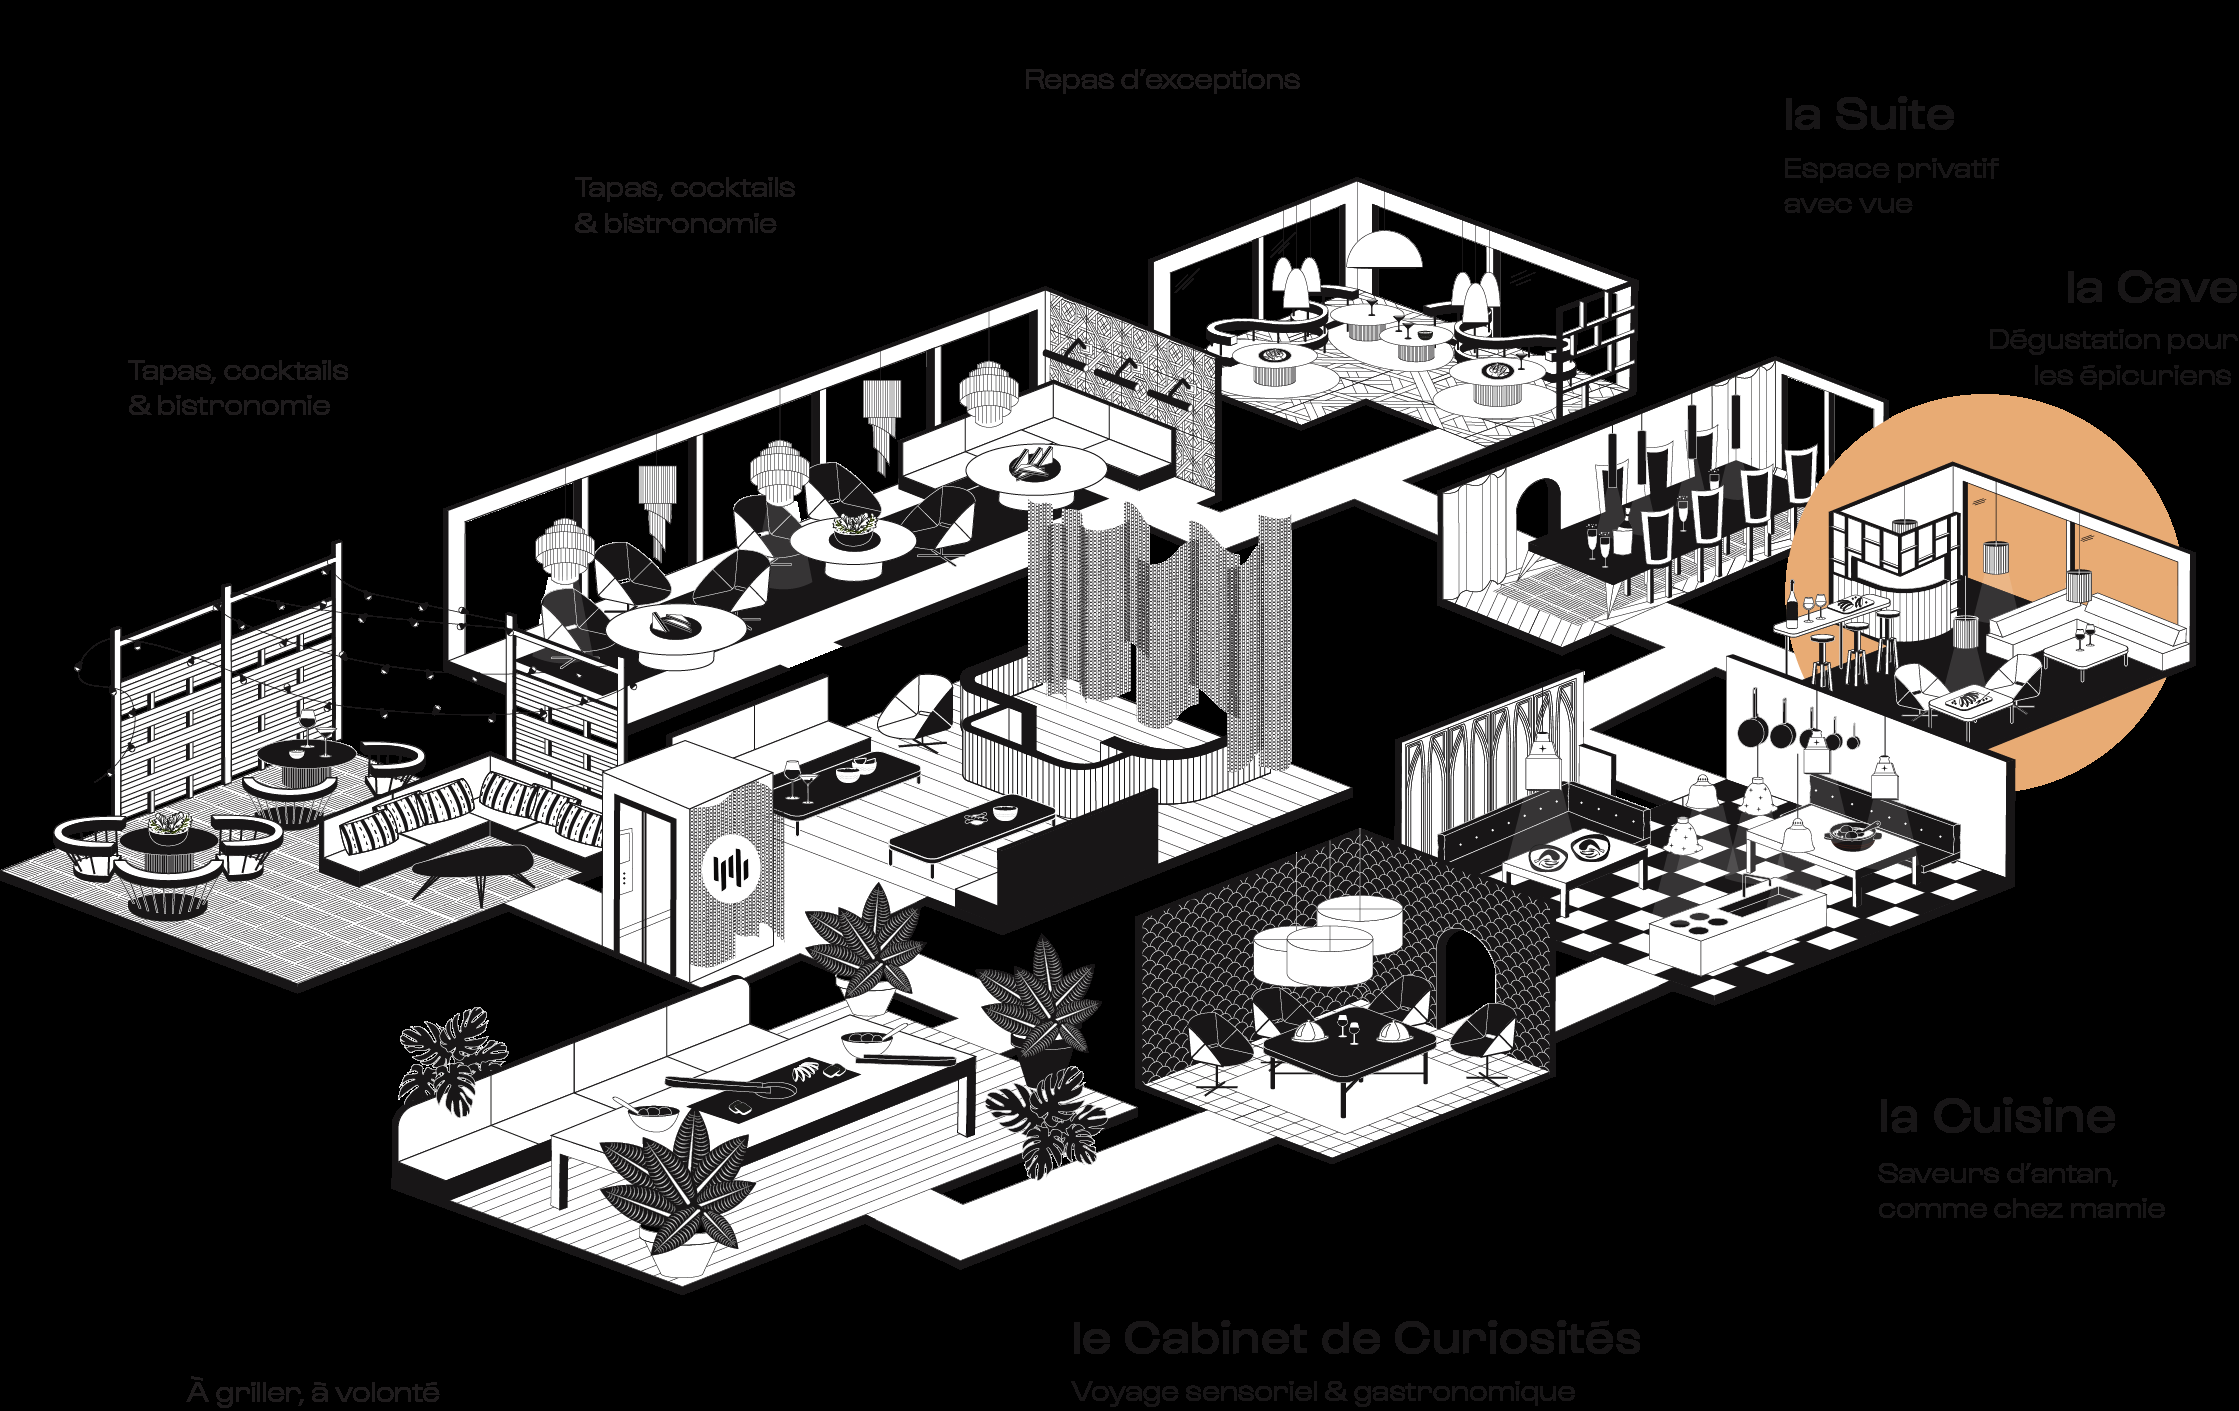 Repas d’exceptions
la Suite
Espace privatif
avec vue
Tapas, cocktails
& bistronomie
la Cave
Dégustation pour
les épicuriens
Tapas, cocktails
& bistronomie
la Cuisine
Saveurs d’antan,
comme chez mamie
le Cabinet de Curiosités
Voyage sensoriel & gastronomique
À griller, à volonté